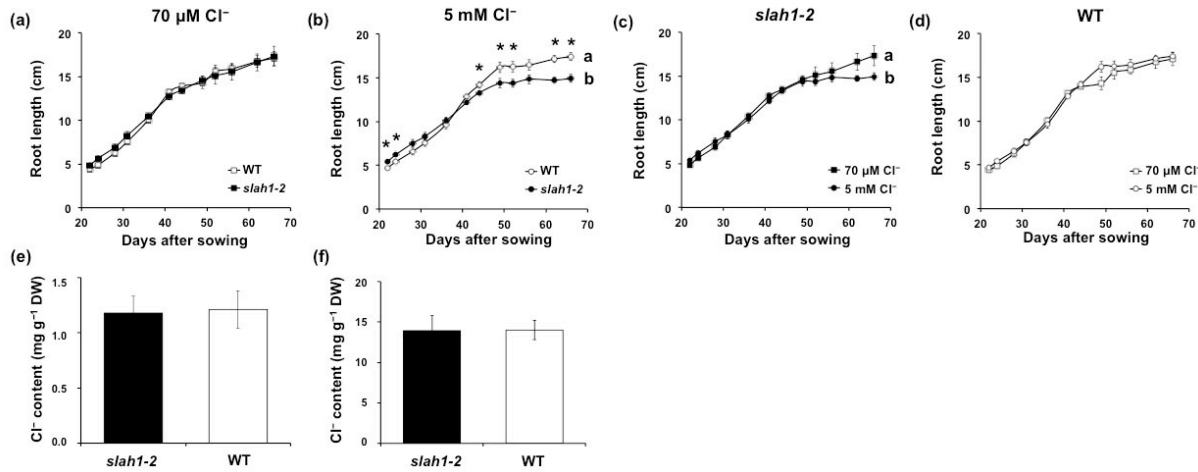 (a) 70 µM Cl⁻
Root length (cm)
20
15
10
5
0
20 30 40 50 60 70
Days after sowing
WT
slah1-2
(b) 5 mM Cl⁻
Root length (cm)
20
15
10
5
0
20 30 40 50 60 70
Days after sowing
* * * * * * *
a
b
WT
slah1-2
(c) slah1-2
Root length (cm)
20
15
10
5
0
20 30 40 50 60 70
Days after sowing
a
b
70 µM Cl⁻
5 mM Cl⁻
(d) WT
Root length (cm)
20
15
10
5
0
20 30 40 50 60 70
Days after sowing
70 µM Cl⁻
5 mM Cl⁻
(e)
Cl⁻ content (mg g⁻¹ DW)
1.5
1.0
0.5
0.0
slah1-2 WT
(f)
Cl⁻ content (mg g⁻¹ DW)
20
15
10
5
0
slah1-2 WT